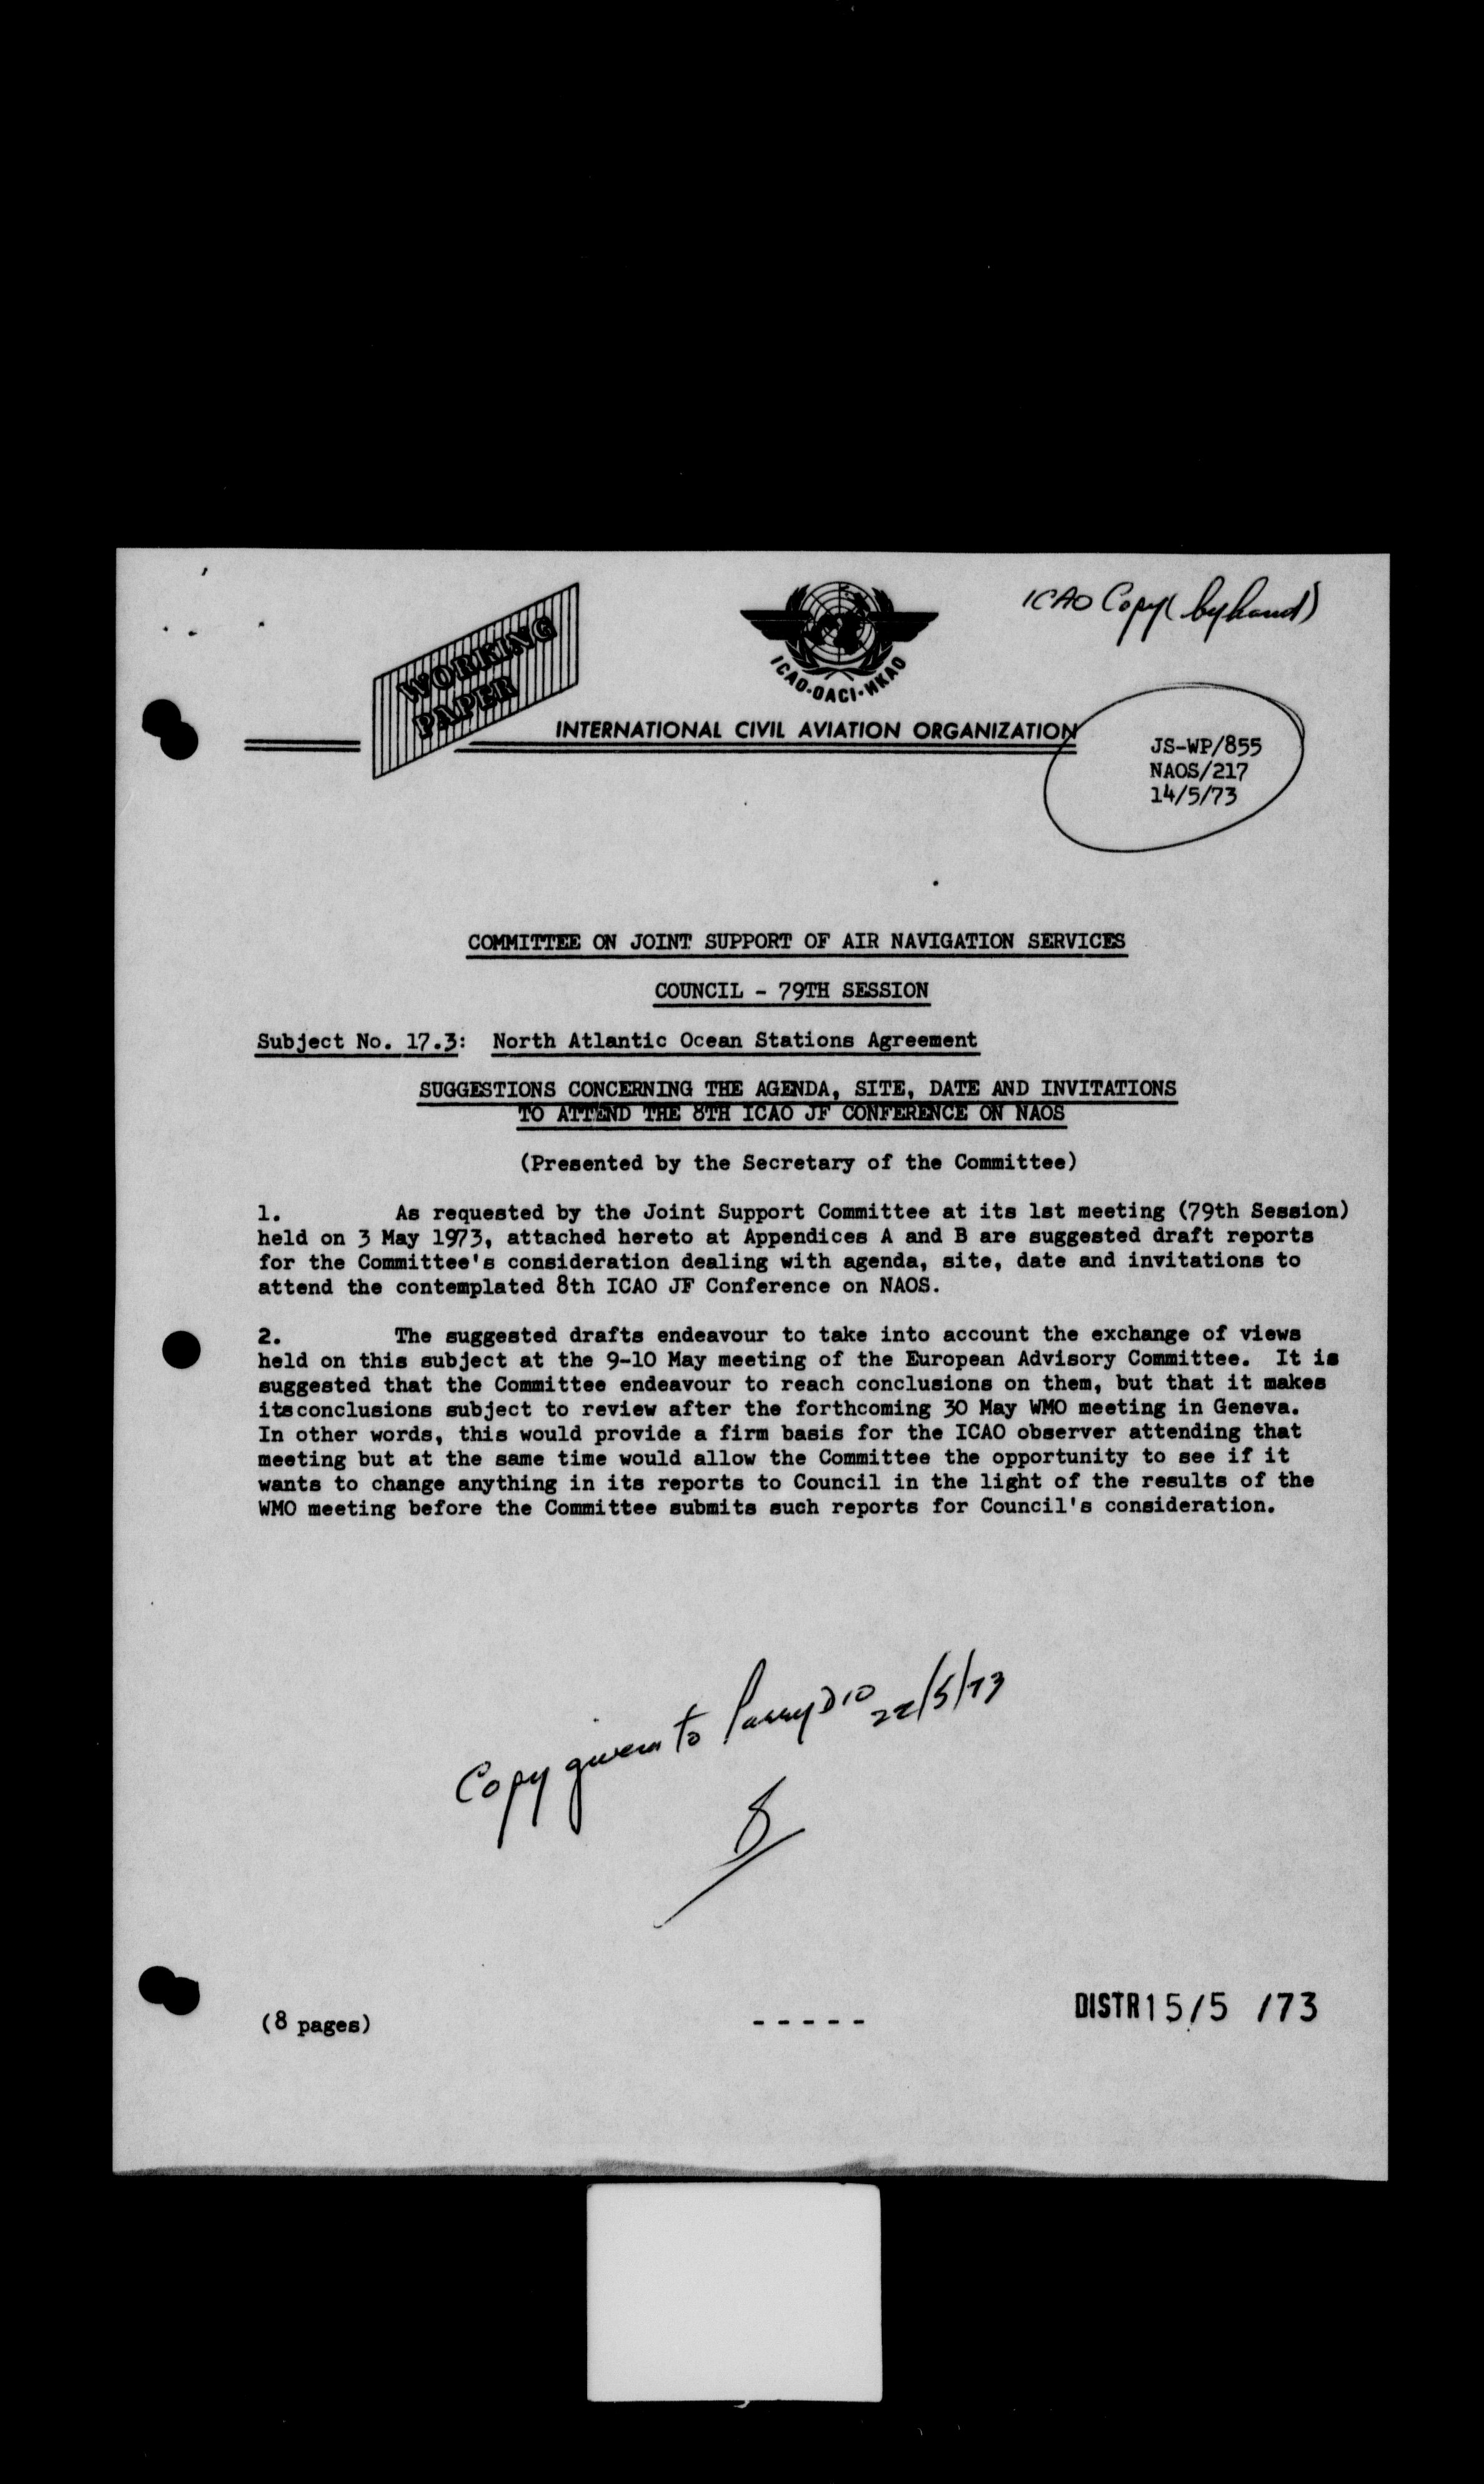 ICAO Copy (by hand)
WORKING
PAPER
ICAO·OACI·ИКАО
INTERNATIONAL CIVIL AVIATION ORGANIZATION
JS-WP/855
NAOS/217
14/5/73
COMMITTEE ON JOINT SUPPORT OF AIR NAVIGATION SERVICES
COUNCIL - 79TH SESSION
Subject No. 17.3: North Atlantic Ocean Stations Agreement
SUGGESTIONS CONCERNING THE AGENDA, SITE, DATE AND INVITATIONS
TO ATTEND THE 8TH ICAO JF CONFERENCE ON NAOS
(Presented by the Secretary of the Committee)
1. As requested by the Joint Support Committee at its 1st meeting (79th Session)
held on 3 May 1973, attached hereto at Appendices A and B are suggested draft reports
for the Committee's consideration dealing with agenda, site, date and invitations to
attend the contemplated 8th ICAO JF Conference on NAOS.
2. The suggested drafts endeavour to take into account the exchange of views
held on this subject at the 9-10 May meeting of the European Advisory Committee. It is
suggested that the Committee endeavour to reach conclusions on them, but that it makes
itsconclusions subject to review after the forthcoming 30 May WMO meeting in Geneva.
In other words, this would provide a firm basis for the ICAO observer attending that
meeting but at the same time would allow the Committee the opportunity to see if it
wants to change anything in its reports to Council in the light of the results of the
WMO meeting before the Committee submits such reports for Council's consideration.
Copy given to 22/5/73
(8 pages)
- - - - -
DISTR15/5 /73